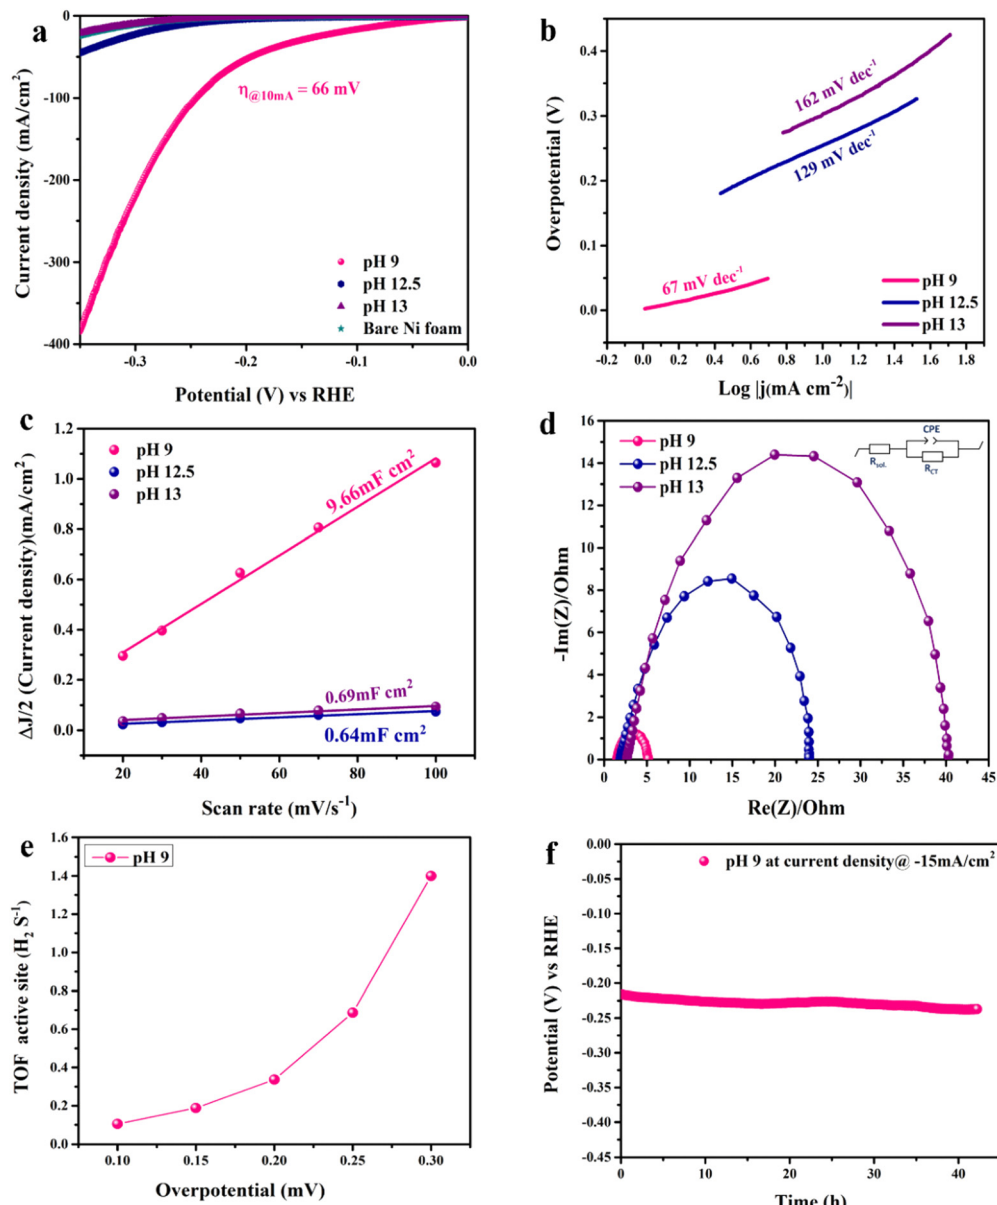 a
0
-100
-200
-300
-400
-0.3
-0.2
-0.1
0.0
Current density (mA/cm²)
Potential (V) vs RHE
η@10mA = 66 mV
pH 9
pH 12.5
pH 13
Bare Ni foam
b
0.4
0.3
0.2
0.1
0.0
-0.2
0.0
0.2
0.4
0.6
0.8
1.0
1.2
1.4
1.6
1.8
Overpotential (V)
Log |j(mA cm⁻²)|
162 mV dec⁻¹
129 mV dec⁻¹
67 mV dec⁻¹
pH 9
pH 12.5
pH 13
c
1.2
1.0
0.8
0.6
0.4
0.2
0.0
20
40
60
80
100
ΔJ/2 (Current density)(mA/cm²)
Scan rate (mV/s⁻¹)
pH 9
pH 12.5
pH 13
9.66mF cm²
0.69mF cm²
0.64mF cm²
d
16
14
12
10
8
6
4
2
0
0
5
10
15
20
25
30
35
40
45
-Im(Z)/Ohm
Re(Z)/Ohm
pH 9
pH 12.5
pH 13
CPE
Rsol.
RCT
e
1.6
1.4
1.2
1.0
0.8
0.6
0.4
0.2
0.0
0.10
0.15
0.20
0.25
0.30
TOF active site (H₂ S⁻¹)
Overpotential (mV)
pH 9
f
0.00
-0.05
-0.10
-0.15
-0.20
-0.25
-0.30
-0.35
-0.40
-0.45
0
10
20
30
40
Potential (V) vs RHE
Time (h)
pH 9 at current density@ -15mA/cm²